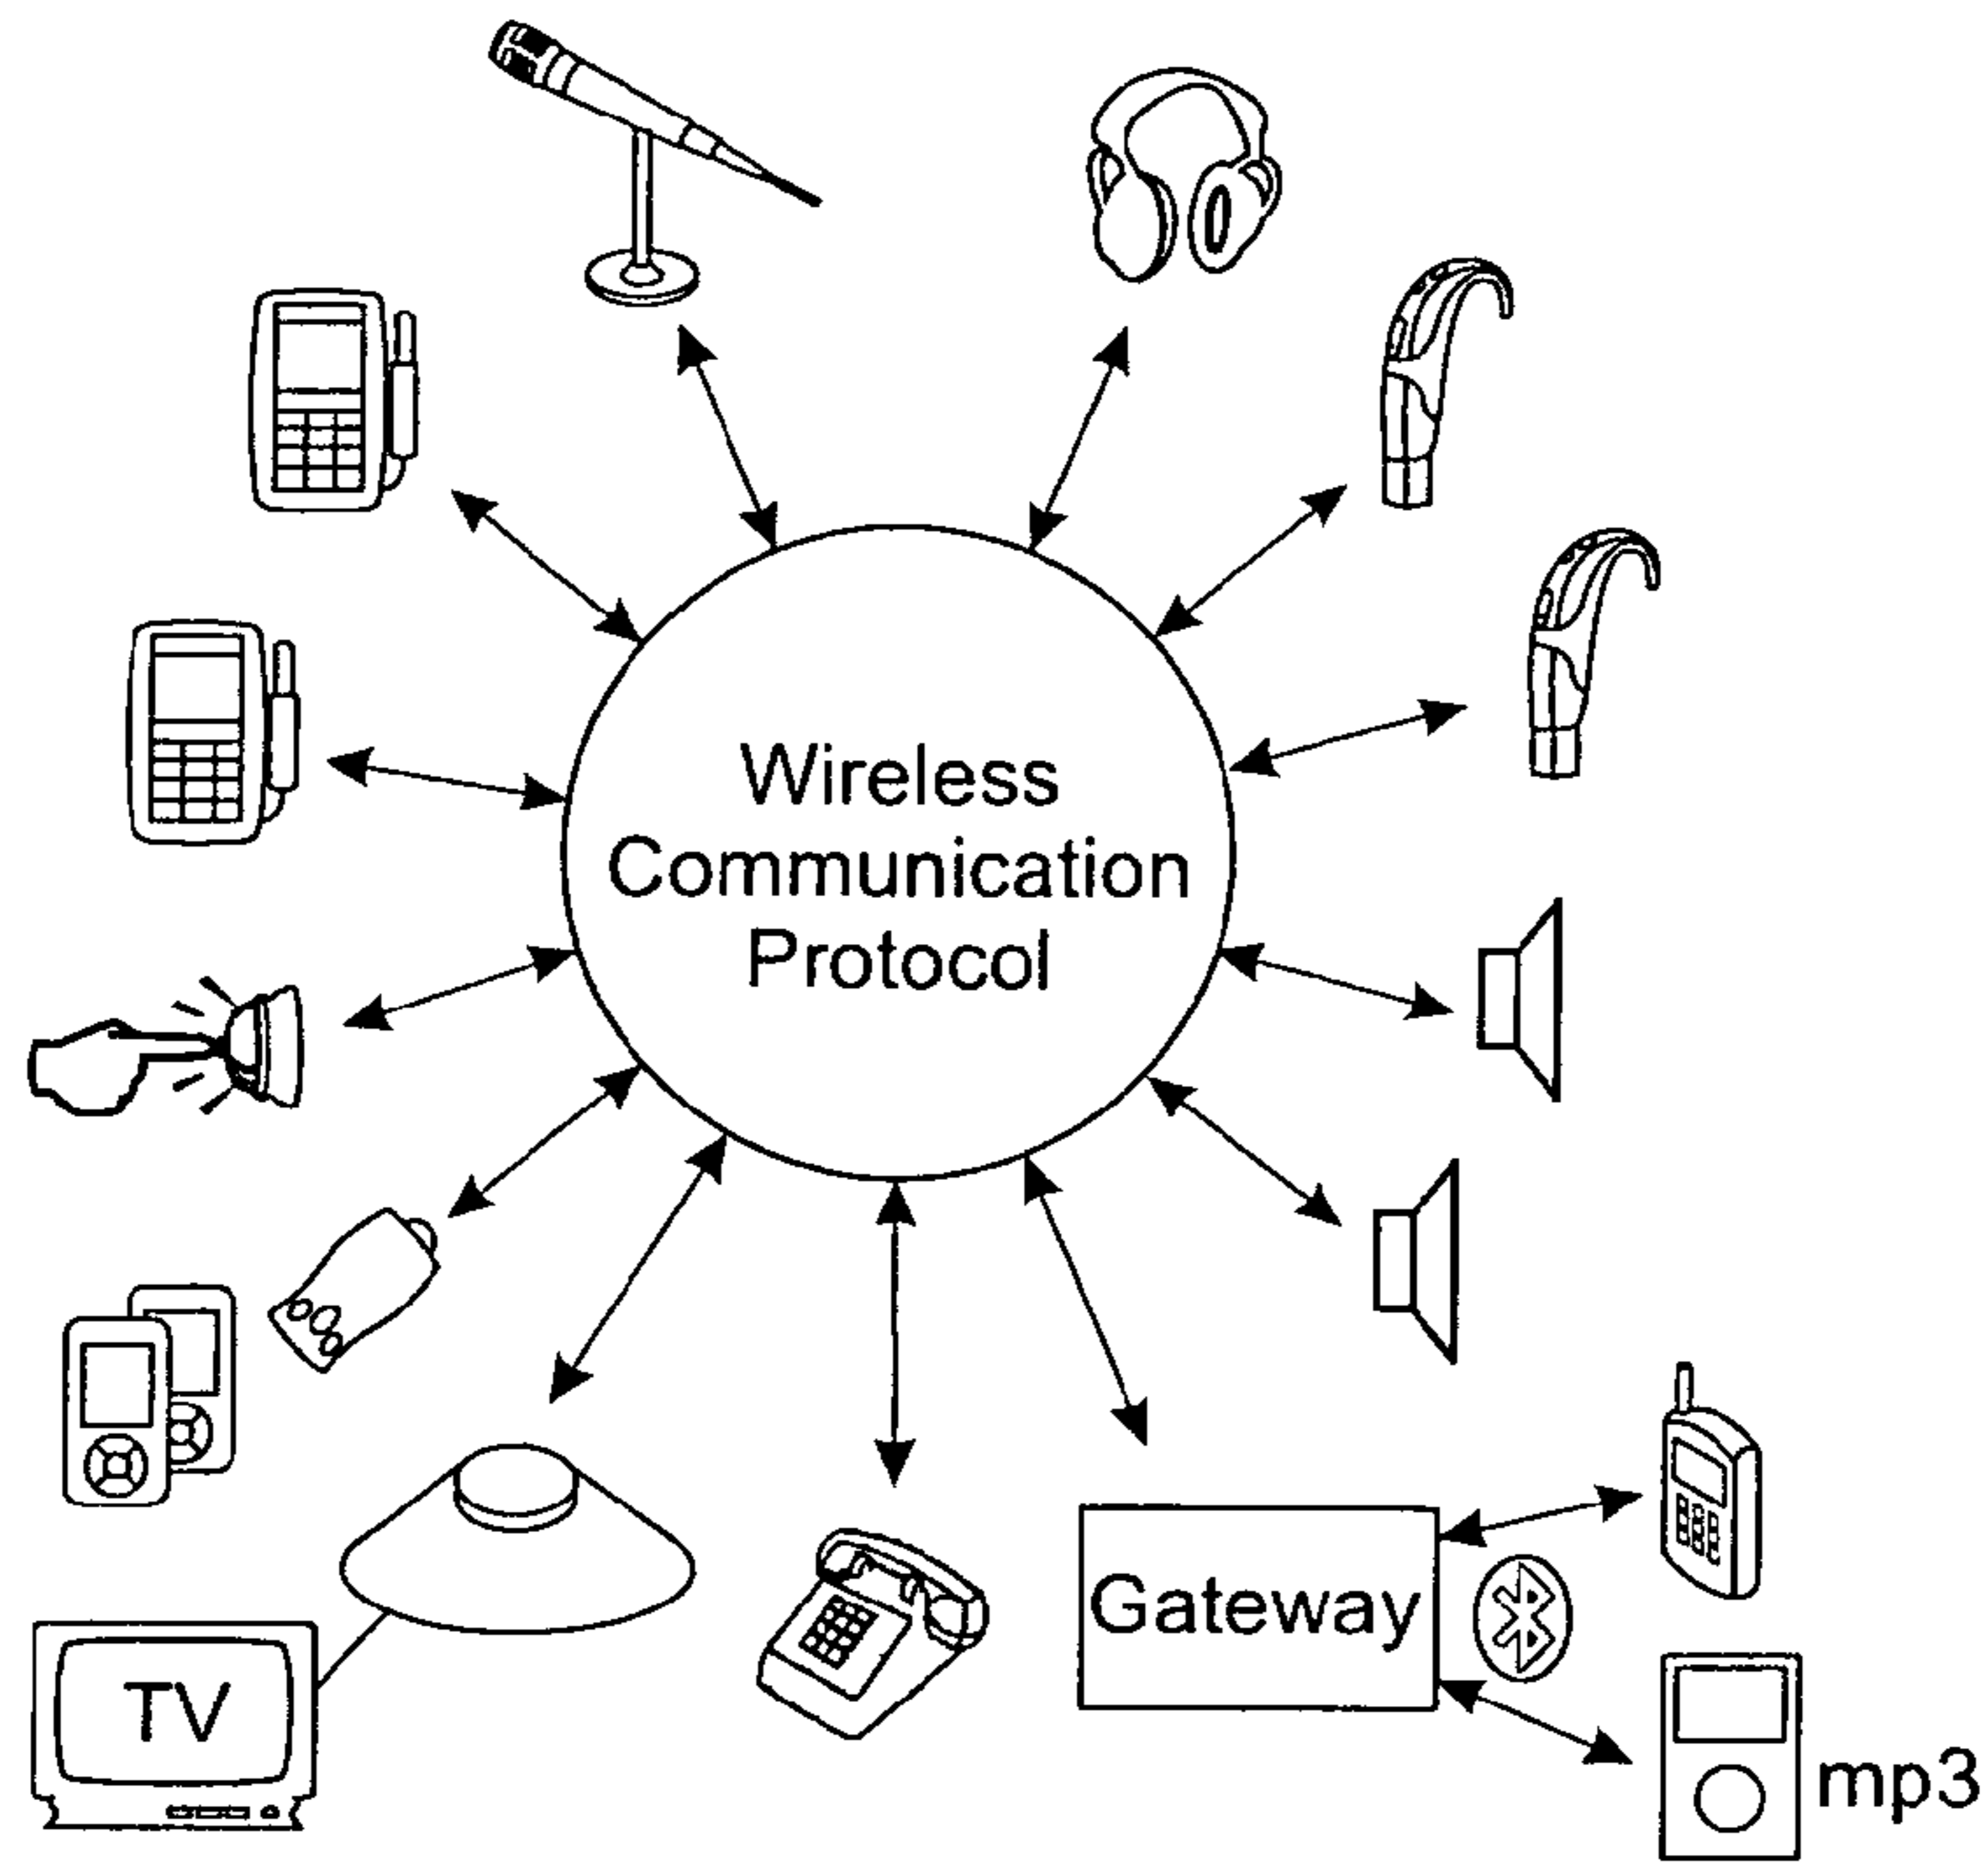 Wireless
Communication
Protocol
Gateway
TV
mp3